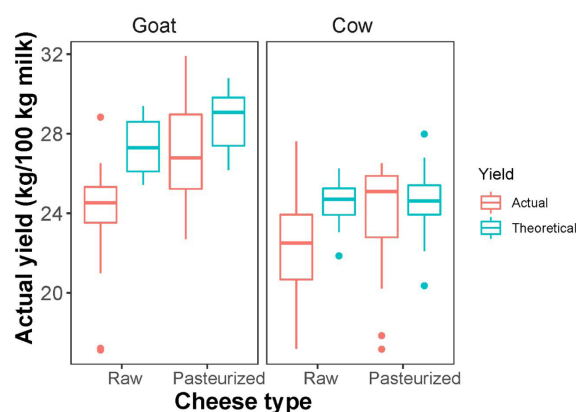 Goat Cow
Actual yield (kg/100 kg milk)
32
28
24
20
Raw Pasteurized Raw Pasteurized
Cheese type
Yield
Actual
Theoretical